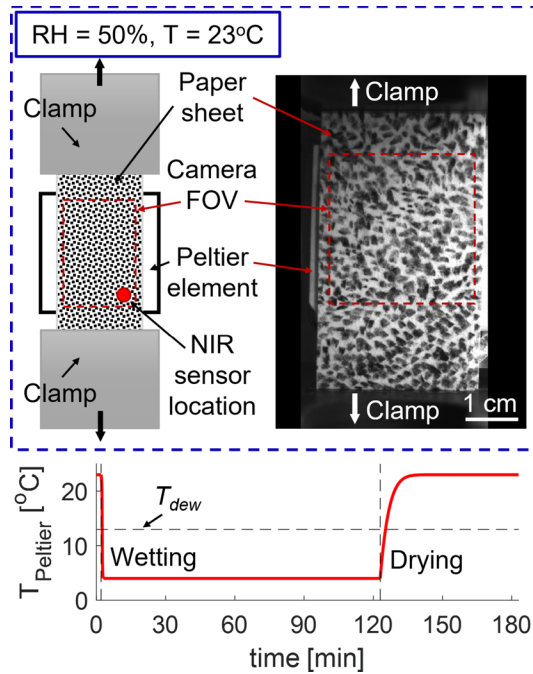 RH = 50%, T = 23°C
Clamp
Paper
sheet
Camera
FOV
Peltier
element
NIR
sensor
location
Clamp
Clamp
Clamp
1 cm
T_Peltier [°C]
20
10
0
T_dew
Wetting
Drying
0
30
60
90
120
150
180
time [min]